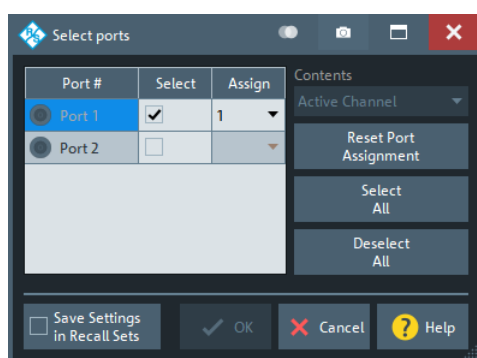 Select ports
Port # Select Assign
Port 1 1
Port 2
Contents
Active Channel
Reset Port
Assignment
Select
All
Deselect
All
Save Settings
in Recall Sets
OK
Cancel
? Help